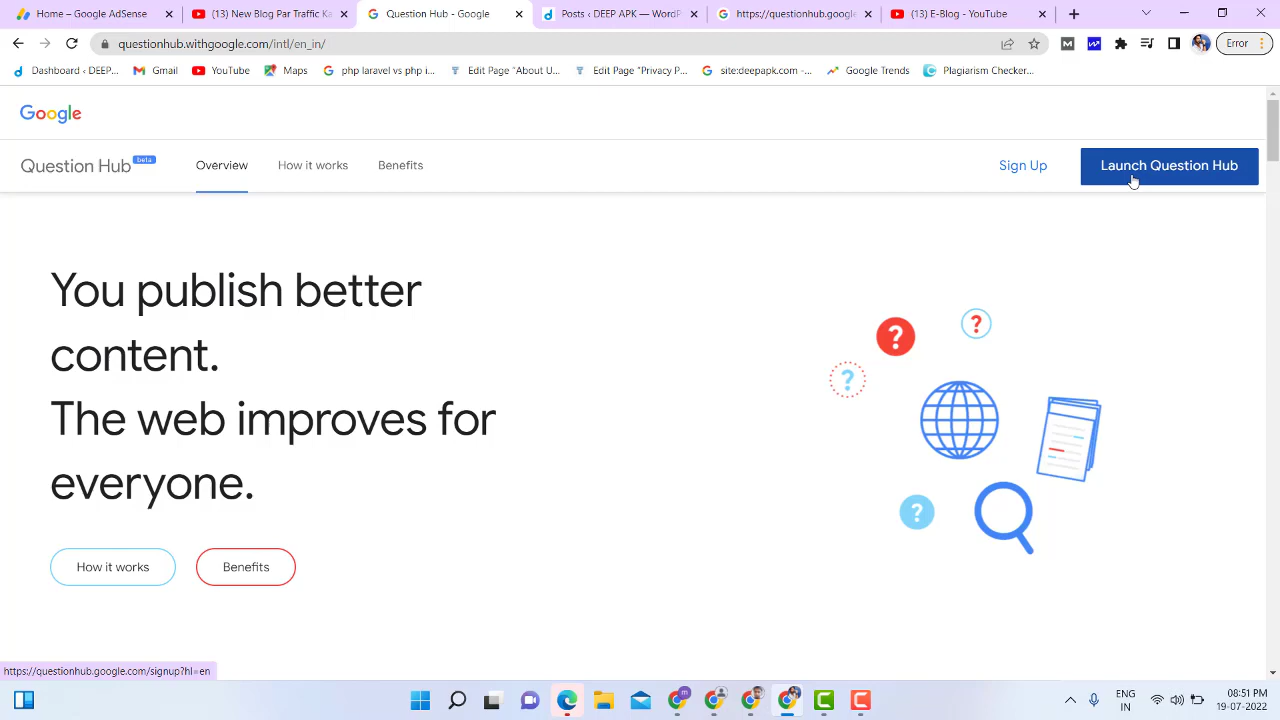 Home - Google AdSense
(13) New Blog Par Traffic Ka
Question Hub - Google
Posts ‹ DEEP A.... — WordP
https://questionhub.google.c
(13) E-Blog - YouTube
questionhub.withgoogle.com/intl/en_in/
Error
Dashboard ‹ DEEP...
Gmail
YouTube
Maps
php laravel vs php i...
Edit Page "About U...
Edit Page "Privacy P...
site:deepapk.com -...
Google Trends
Plagiarism Checker...
Google
Question Hub beta
Overview
How it works
Benefits
Sign Up
Launch Question Hub
You publish better
content.
The web improves for
everyone.
How it works
Benefits
https://questionhub.google.com/signup?hl=en
ENG
IN
08:51 PM
19-07-2022